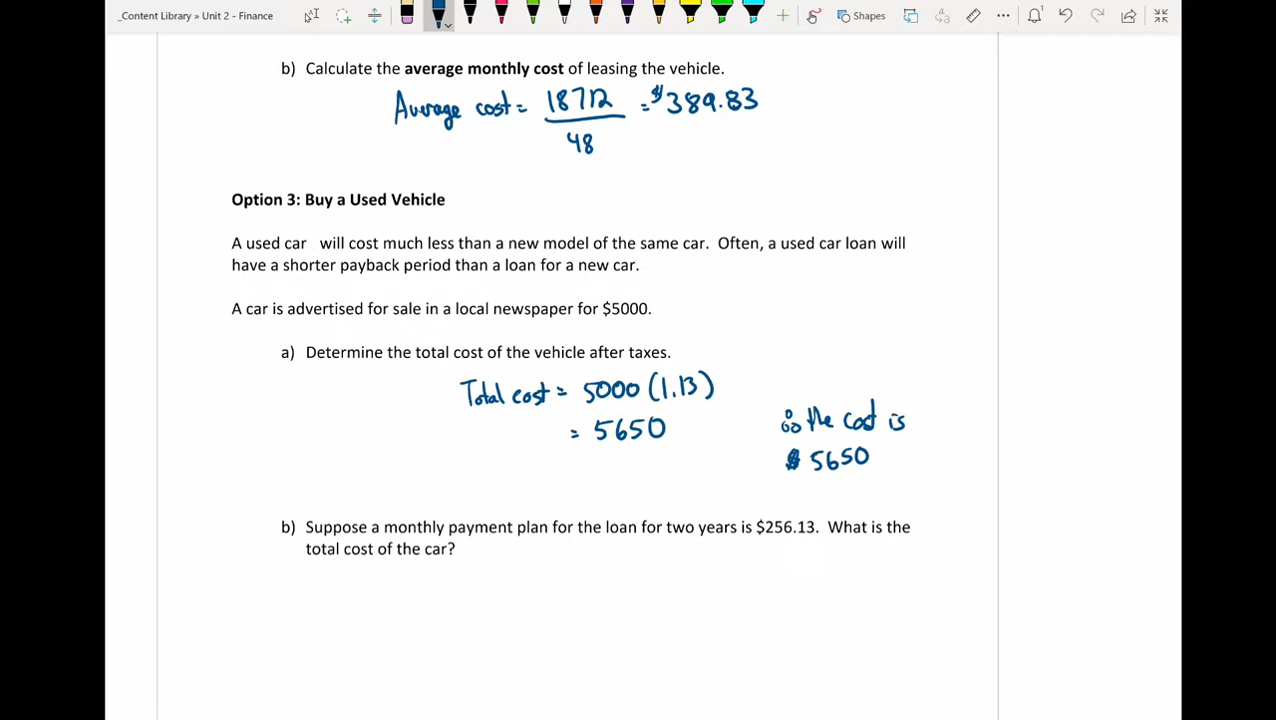 _Content Library » Unit 2 - Finance
Shapes
b) Calculate the average monthly cost of leasing the vehicle.
Average cost = 18712 = $389.83
48
Option 3: Buy a Used Vehicle
A used car will cost much less than a new model of the same car. Often, a used car loan will
have a shorter payback period than a loan for a new car.
A car is advertised for sale in a local newspaper for $5000.
a) Determine the total cost of the vehicle after taxes.
Total cost = 5000 (1.13)
= 5650
∴ the cost is
$ 5650
b) Suppose a monthly payment plan for the loan for two years is $256.13. What is the
total cost of the car?